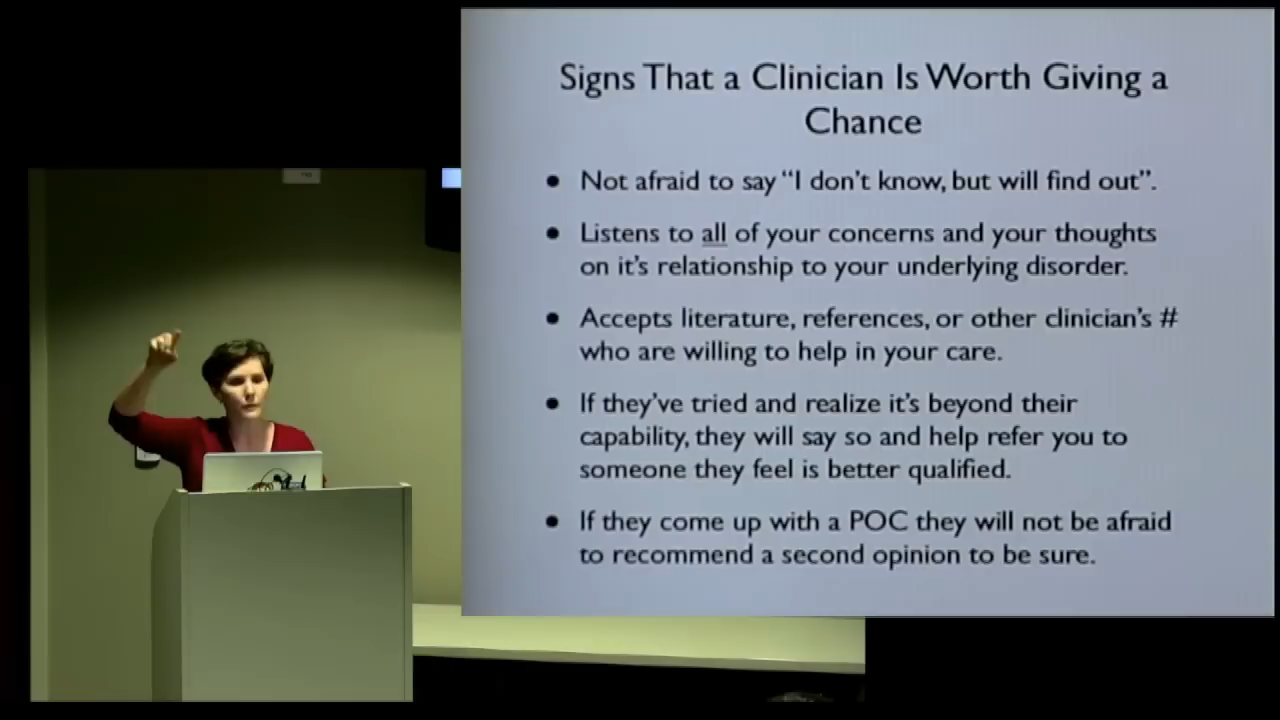 Signs That a Clinician Is Worth Giving a
Chance
• Not afraid to say “I don’t know, but will find out”.
• Listens to all of your concerns and your thoughts
on it’s relationship to your underlying disorder.
• Accepts literature, references, or other clinician’s #
who are willing to help in your care.
• If they’ve tried and realize it’s beyond their
capability, they will say so and help refer you to
someone they feel is better qualified.
• If they come up with a POC they will not be afraid
to recommend a second opinion to be sure.